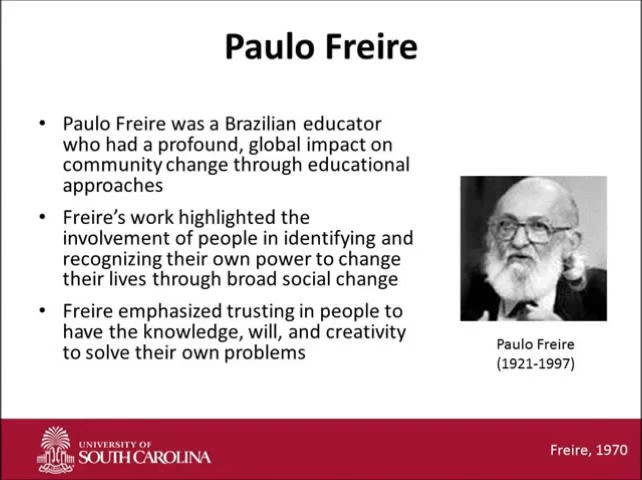 Paulo Freire
• Paulo Freire was a Brazilian educator
who had a profound, global impact on
community change through educational
approaches
• Freire's work highlighted the
involvement of people in identifying and
recognizing their own power to change
their lives through broad social change
• Freire emphasized trusting in people to
have the knowledge, will, and creativity
to solve their own problems
Paulo Freire
(1921-1997)
UNIVERSITY OF
SOUTH CAROLINA
Freire, 1970